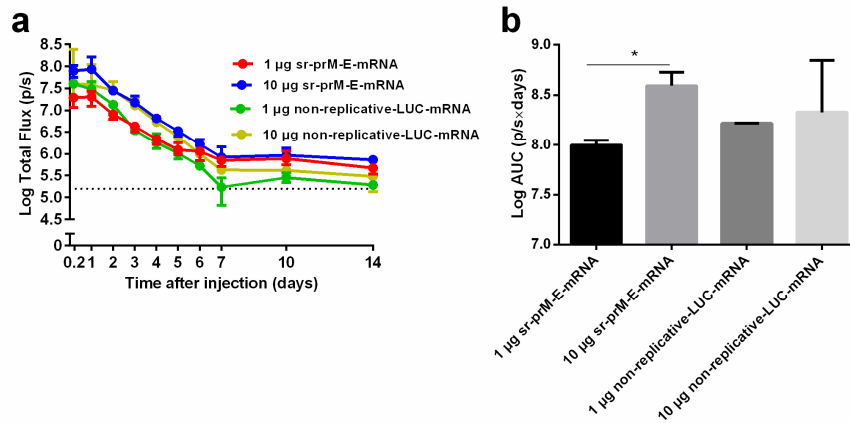 a
Log Total Flux (p/s)
8.5
8.0
7.5
7.0
6.5
6.0
5.5
5.0
4.5
0
0.2 1 2 3 4 5 6 7 10 14
Time after injection (days)
1 µg sr-prM-E-mRNA
10 µg sr-prM-E-mRNA
1 µg non-replicative-LUC-mRNA
10 µg non-replicative-LUC-mRNA
b
Log AUC (p/s×days)
9.0
8.5
8.0
7.5
7.0
*
1 µg sr-prM-E-mRNA
10 µg sr-prM-E-mRNA
1 µg non-replicative-LUC-mRNA
10 µg non-replicative-LUC-mRNA